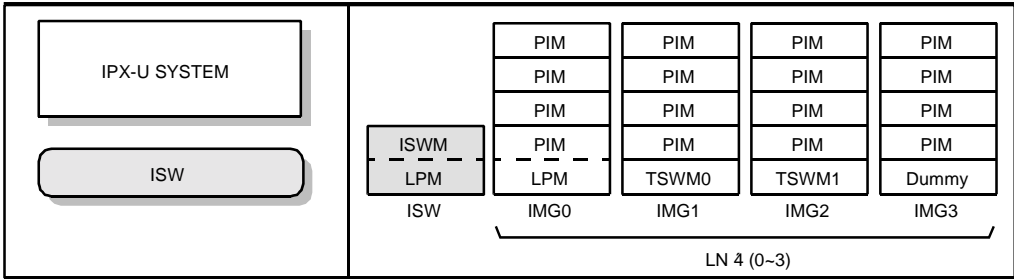 IPX-U SYSTEM
ISW
PIM PIM PIM PIM
PIM PIM PIM PIM
PIM PIM PIM PIM
ISWM PIM PIM PIM PIM
LPM LPM TSWM0 TSWM1 Dummy
ISW IMG0 IMG1 IMG2 IMG3
LN 4 (0~3)